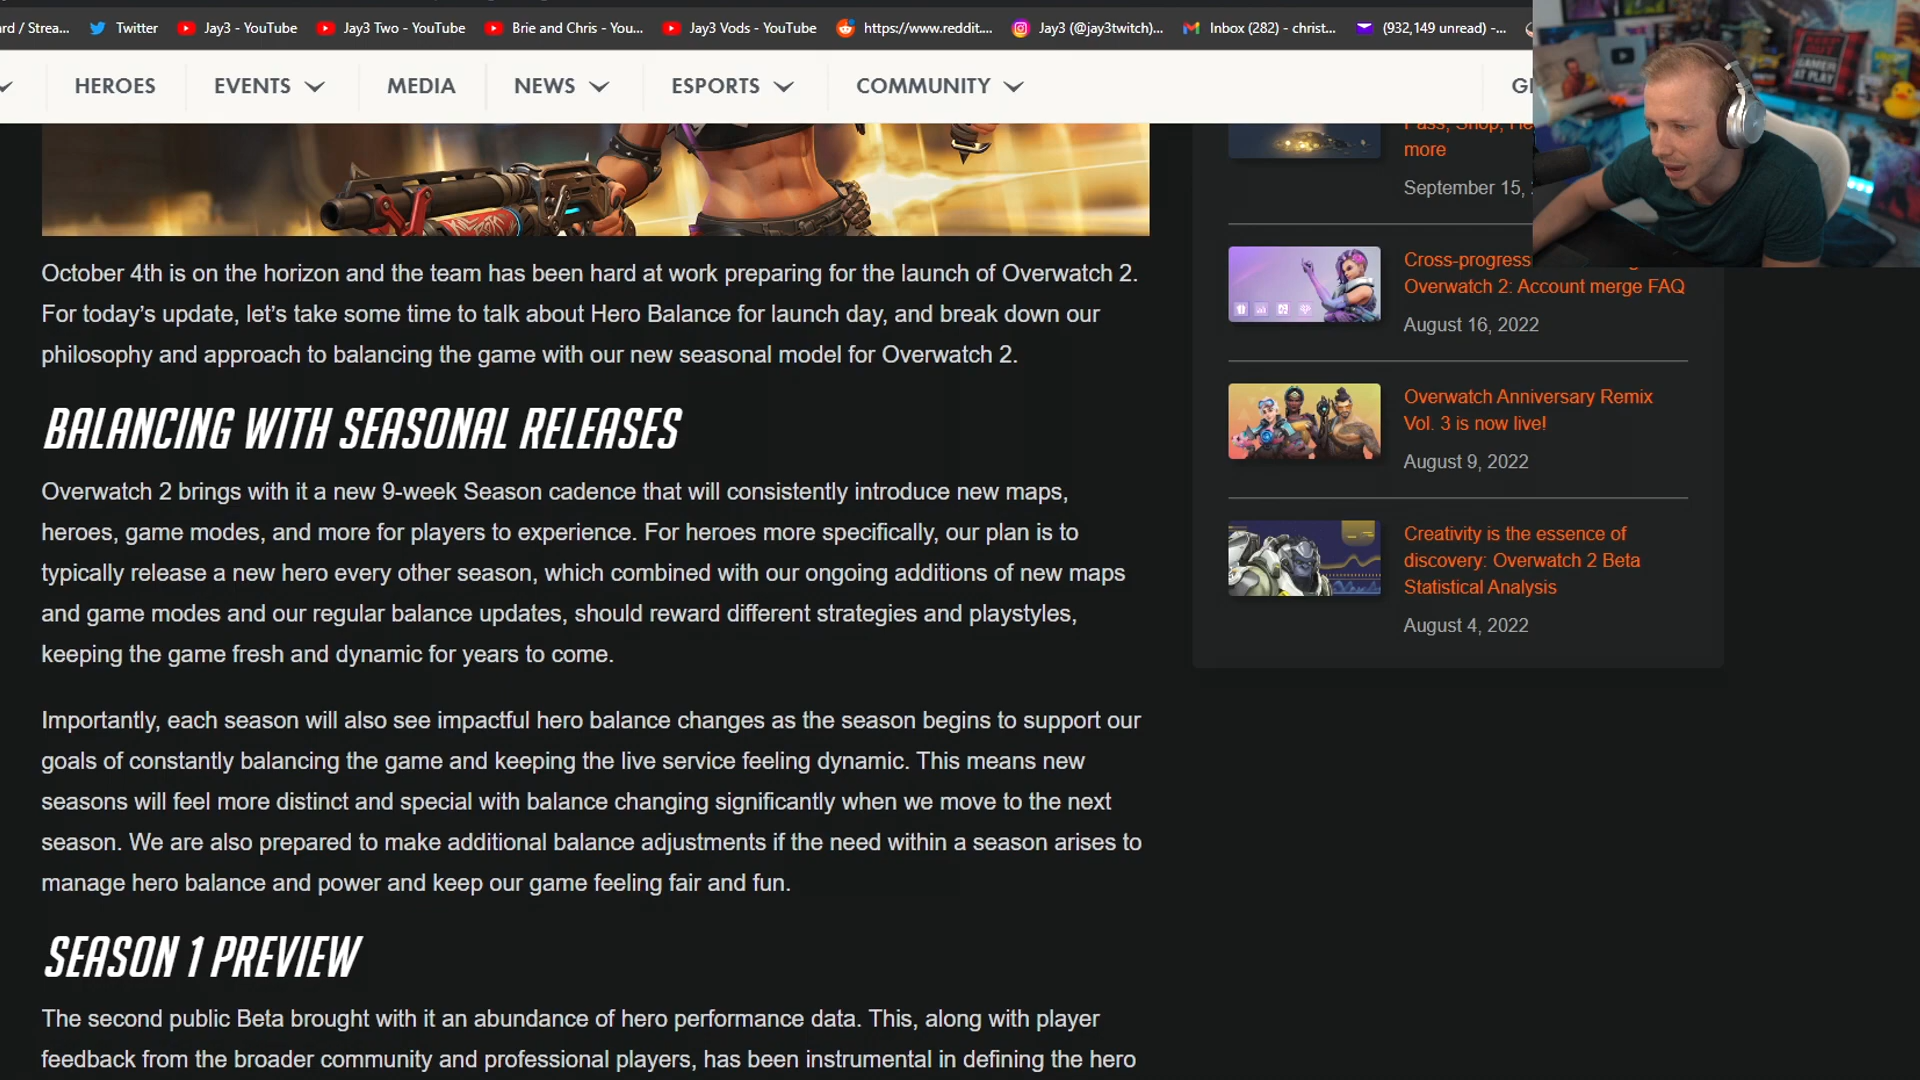 rd / Strea...
Twitter
Jay3 - YouTube
Jay3 Two - YouTube
Brie and Chris - You...
Jay3 Vods - YouTube
https://www.reddit....
Jay3 (@jay3twitch)...
Inbox (282) - christ...
(932,149 unread) -...
HEROES
EVENTS
MEDIA
NEWS
ESPORTS
COMMUNITY
GAMER
AT PLAY
October 4th is on the horizon and the team has been hard at work preparing for the launch of Overwatch 2.
For today’s update, let’s take some time to talk about Hero Balance for launch day, and break down our
philosophy and approach to balancing the game with our new seasonal model for Overwatch 2.
BALANCING WITH SEASONAL RELEASES
Overwatch 2 brings with it a new 9-week Season cadence that will consistently introduce new maps,
heroes, game modes, and more for players to experience. For heroes more specifically, our plan is to
typically release a new hero every other season, which combined with our ongoing additions of new maps
and game modes and our regular balance updates, should reward different strategies and playstyles,
keeping the game fresh and dynamic for years to come.
Importantly, each season will also see impactful hero balance changes as the season begins to support our
goals of constantly balancing the game and keeping the live service feeling dynamic. This means new
seasons will feel more distinct and special with balance changing significantly when we move to the next
season. We are also prepared to make additional balance adjustments if the need within a season arises to
manage hero balance and power and keep our game feeling fair and fun.
SEASON 1 PREVIEW
The second public Beta brought with it an abundance of hero performance data. This, along with player
feedback from the broader community and professional players, has been instrumental in defining the hero
Pass, Shop, He
more
September 15,
Cross-progress
Overwatch 2: Account merge FAQ
August 16, 2022
Overwatch Anniversary Remix
Vol. 3 is now live!
August 9, 2022
Creativity is the essence of
discovery: Overwatch 2 Beta
Statistical Analysis
August 4, 2022